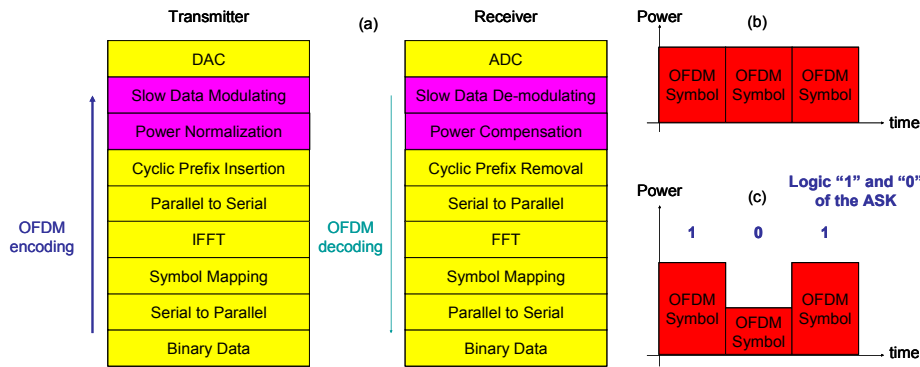 Transmitter
(a)
Receiver
DAC
Slow Data Modulating
Power Normalization
Cyclic Prefix Insertion
Parallel to Serial
IFFT
Symbol Mapping
Serial to Parallel
Binary Data
OFDM
encoding
ADC
Slow Data De-modulating
Power Compensation
Cyclic Prefix Removal
Serial to Parallel
FFT
Symbol Mapping
Parallel to Serial
Binary Data
OFDM
decoding
Power
(b)
OFDM
Symbol
OFDM
Symbol
OFDM
Symbol
time
Power
(c)
Logic “1” and “0”
of the ASK
1
0
1
OFDM
Symbol
OFDM
Symbol
OFDM
Symbol
time